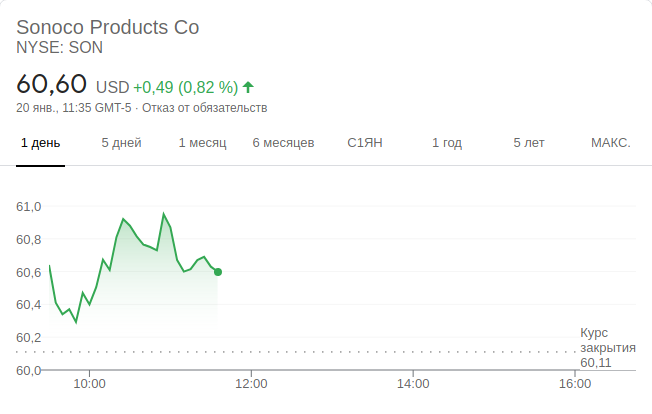 Sonoco Products Co
NYSE: SON
60,60 USD +0,49 (0,82 %) ↑
20 янв., 11:35 GMT-5 · Отказ от обязательств
1 день 5 дней 1 месяц 6 месяцев С1ЯН 1 год 5 лет МАКС.
61,0
60,8
60,6
60,4
60,2
60,0
Курс
закрытия
60,11
10:00 12:00 14:00 16:00